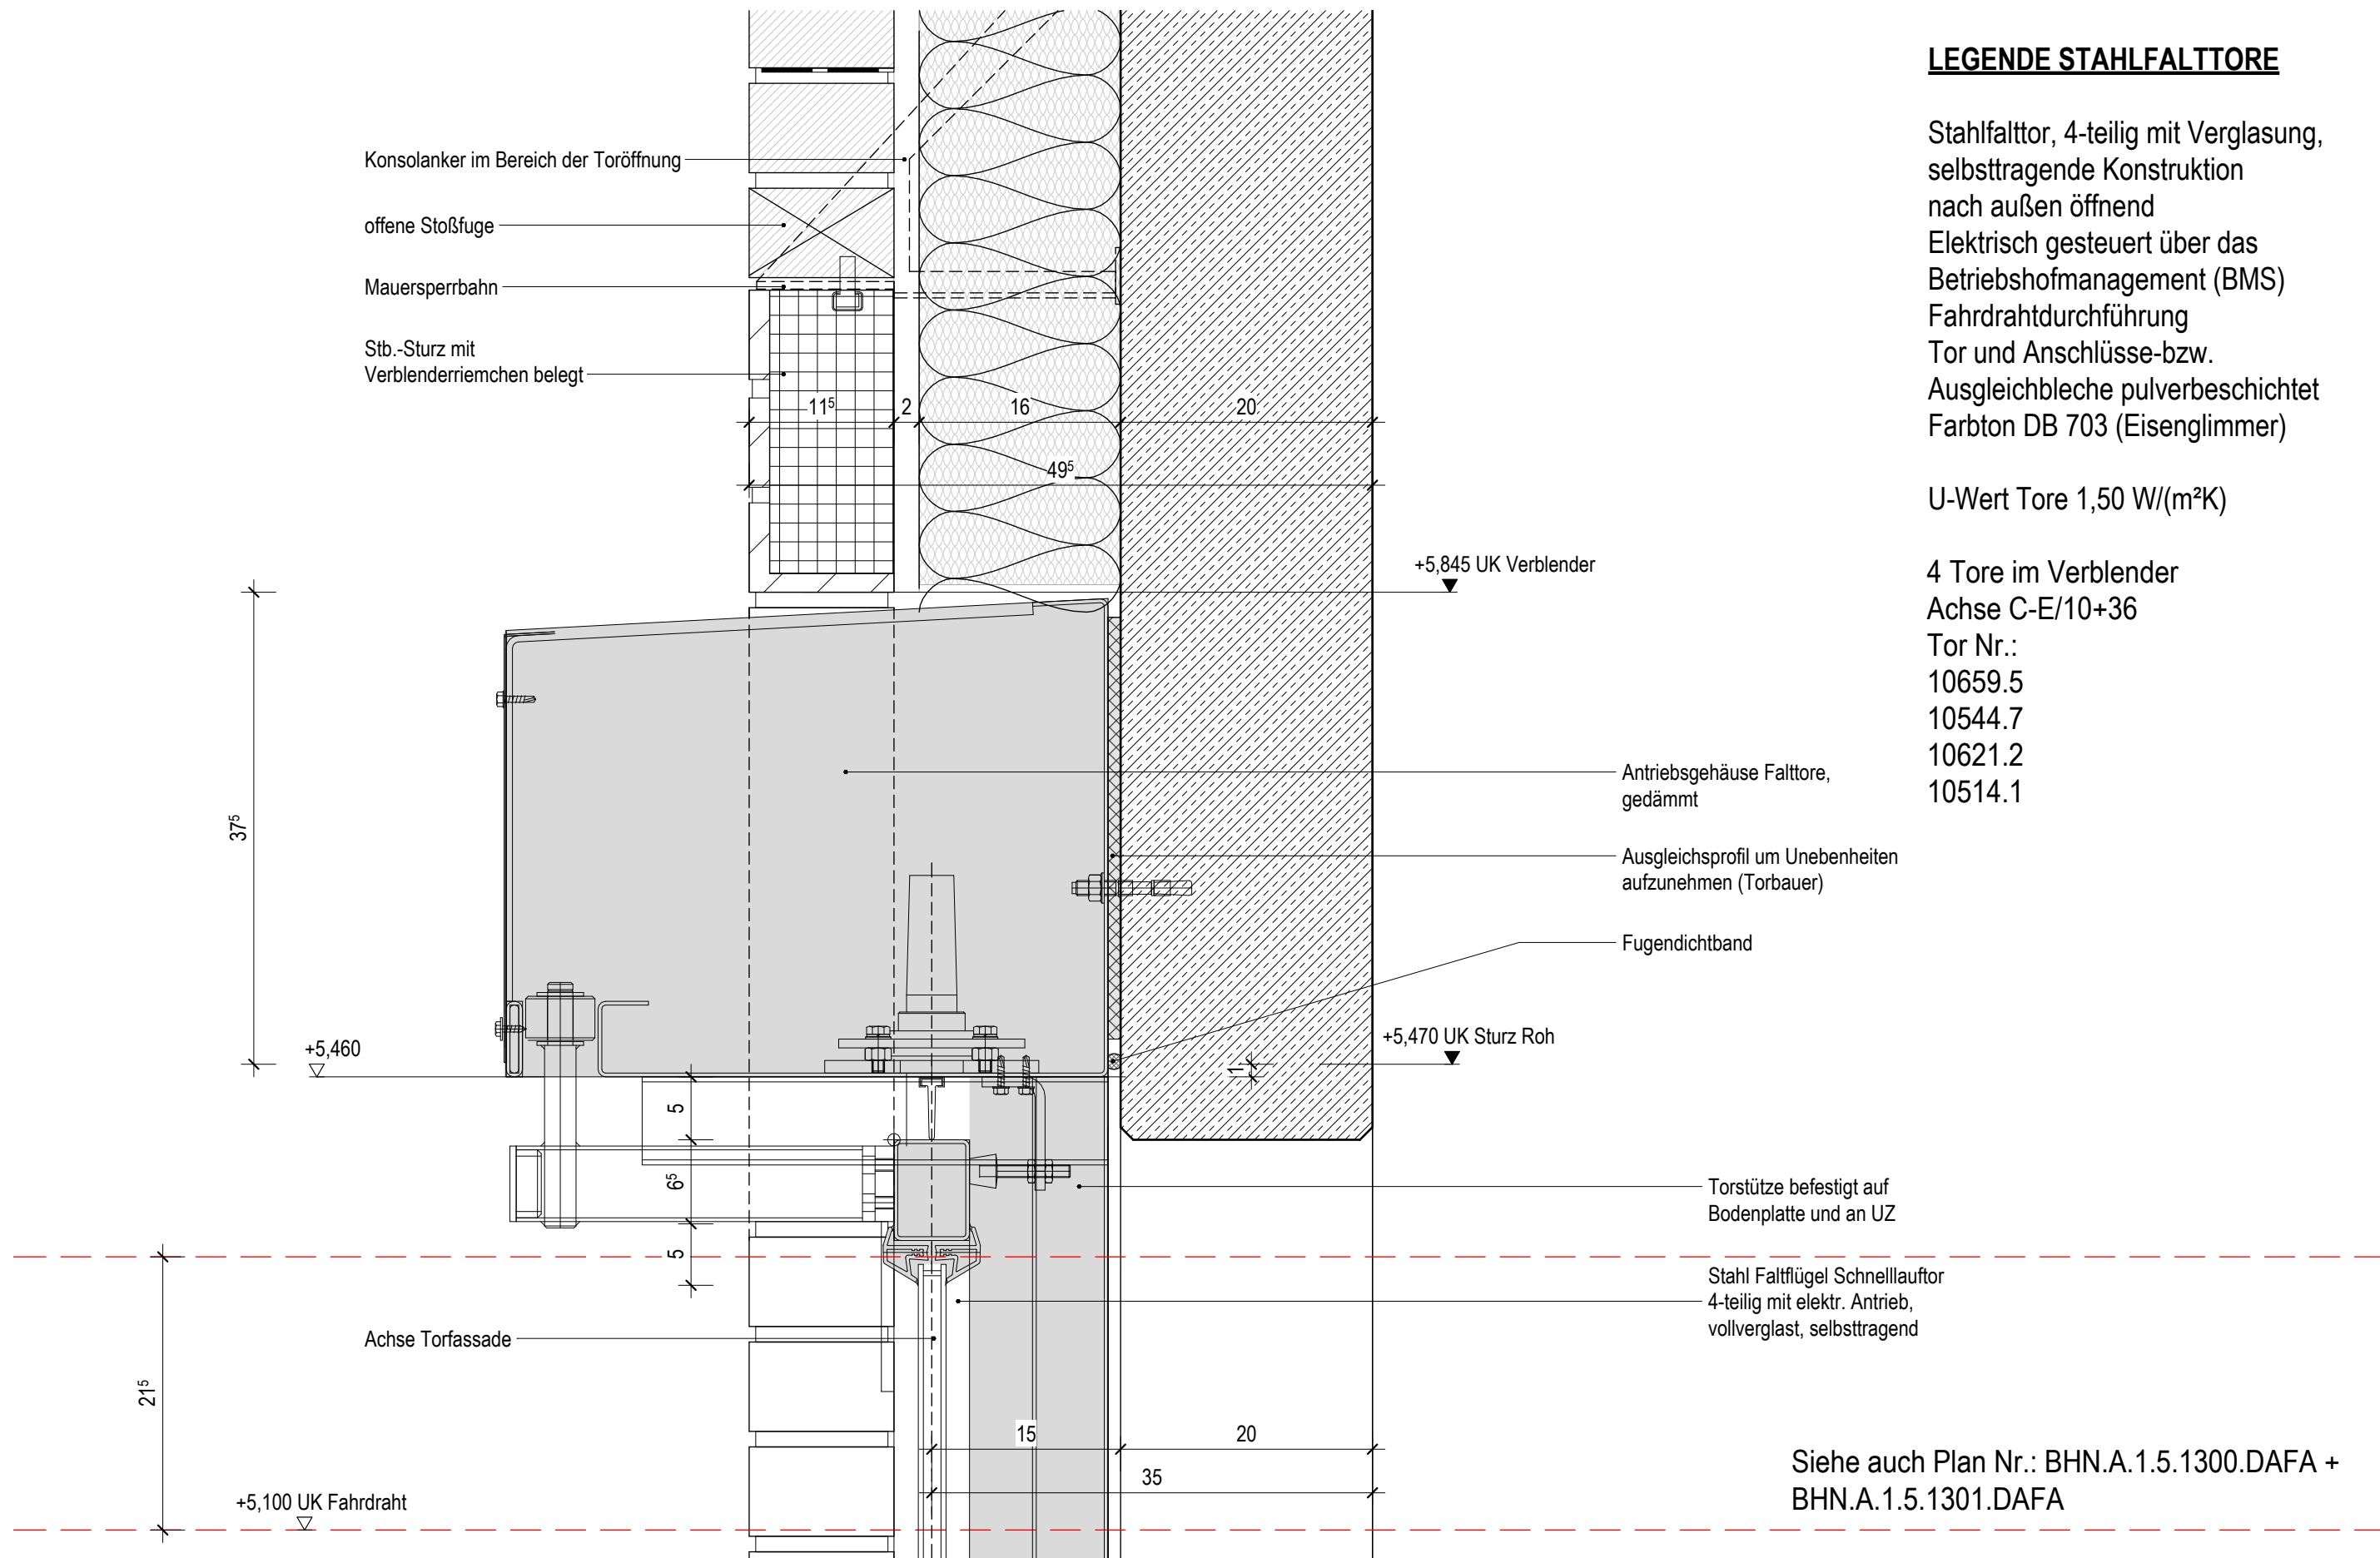 LEGENDE STAHLFALTTORE
Stahlfalttor, 4-teilig mit Verglasung,
selbsttragende Konstruktion
nach außen öffnend
Elektrisch gesteuert über das
Betriebshofmanagement (BMS)
Fahrdrahtdurchführung
Tor und Anschlüsse-bzw.
Ausgleichbleche pulverbeschichtet
Farbton DB 703 (Eisenglimmer)
U-Wert Tore 1,50 W/(m²K)
4 Tore im Verblender
Achse C-E/10+36
Tor Nr.:
10659.5
10544.7
10621.2
10514.1
Konsolanker im Bereich der Toröffnung
offene Stoßfuge
Mauersperrbahn
Stb.-Sturz mit
Verblenderriemchen belegt
11⁵
2
16
20
49⁵
+5,845 UK Verblender
37⁵
Antriebsgehäuse Falttore,
gedämmt
Ausgleichsprofil um Unebenheiten
aufzunehmen (Torbauer)
Fugendichtband
+5,470 UK Sturz Roh
+5,460
1
5
6⁵
5
Torstütze befestigt auf
Bodenplatte und an UZ
Stahl Faltflügel Schnelllauftor
4-teilig mit elektr. Antrieb,
vollverglast, selbsttragend
Achse Torfassade
21⁵
15
20
35
+5,100 UK Fahrdraht
Siehe auch Plan Nr.: BHN.A.1.5.1300.DAFA +
BHN.A.1.5.1301.DAFA